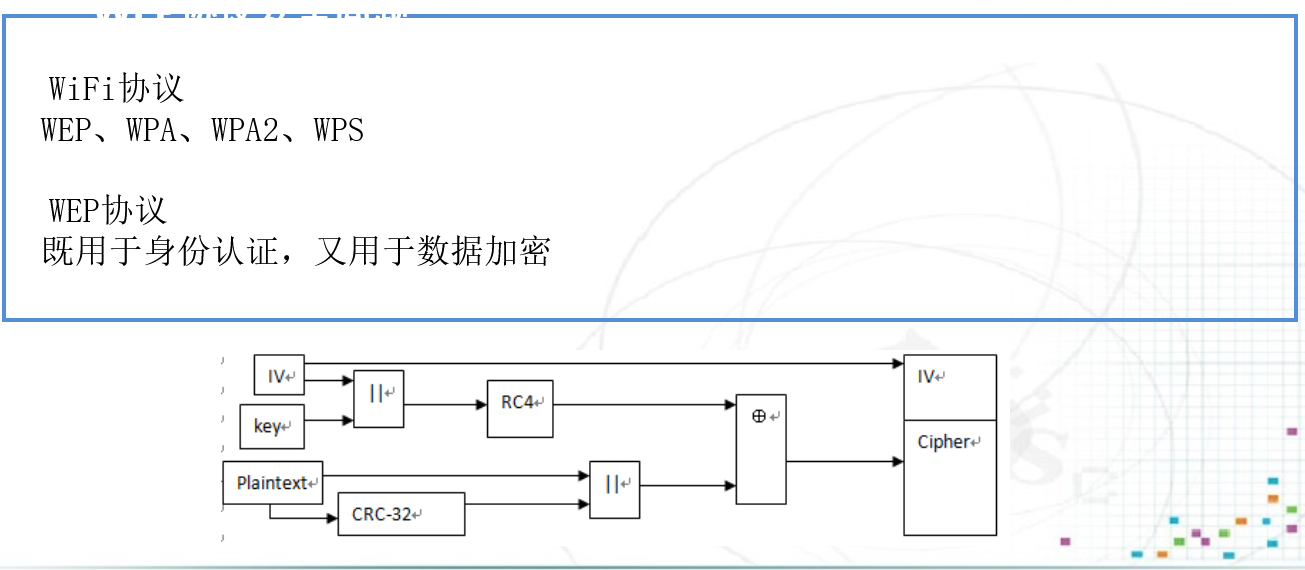 WiFi协议
WEP、WPA、WPA2、WPS
WEP协议
既用于身份认证，又用于数据加密
IV
||
RC4
⊕
IV
key
Cipher
Plaintext
||
CRC-32